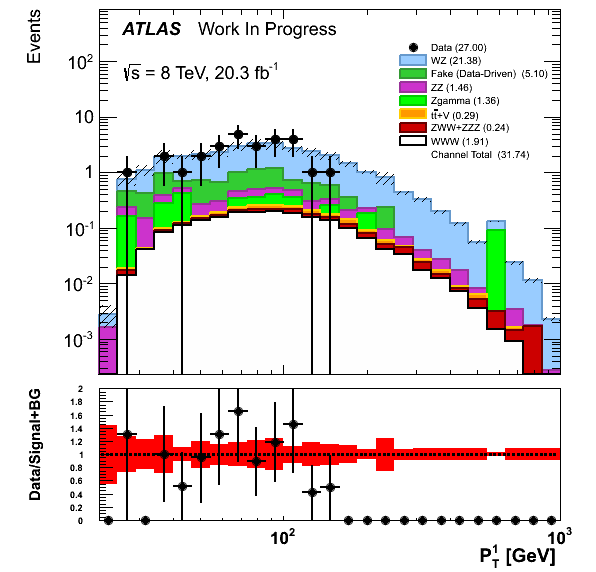 Events
ATLAS Work In Progress
√s = 8 TeV, 20.3 fb⁻¹
Data (27.00)
WZ (21.38)
Fake (Data-Driven) (5.10)
ZZ (1.46)
Zgamma (1.36)
tt̄+V (0.29)
ZWW+ZZZ (0.24)
WWW (1.91)
Channel Total (31.74)
10²
10
1
10⁻¹
10⁻²
10⁻³
Data/Signal+BG
2
1.8
1.6
1.4
1.2
1
0.8
0.6
0.4
0.2
0
10² 10³
P¹_T [GeV]